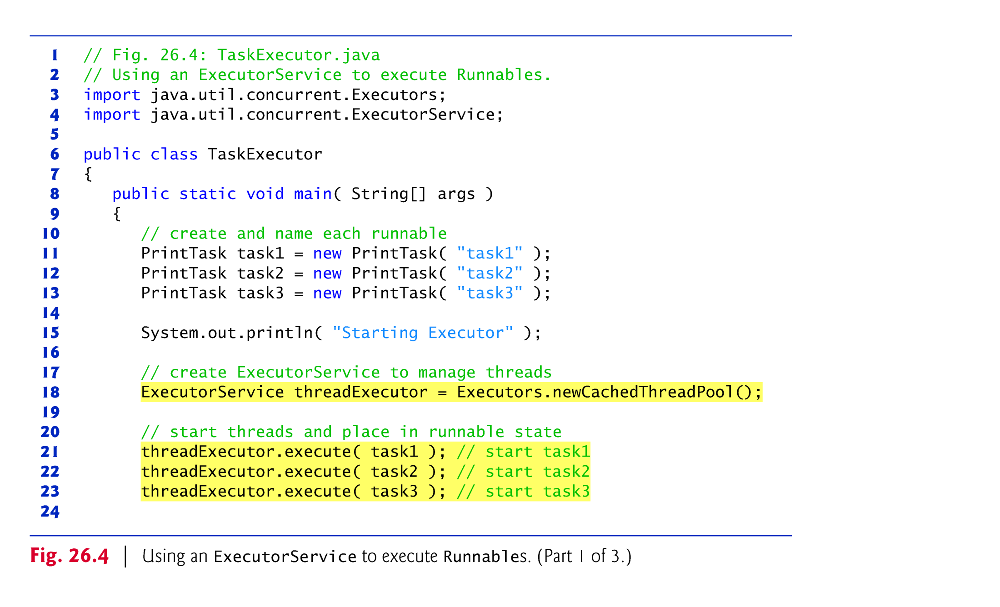 1 // Fig. 26.4: TaskExecutor.java
2 // Using an ExecutorService to execute Runnables.
3 import java.util.concurrent.Executors;
4 import java.util.concurrent.ExecutorService;
5
6 public class TaskExecutor
7 {
8    public static void main( String[] args )
9    {
10       // create and name each runnable
11       PrintTask task1 = new PrintTask( "task1" );
12       PrintTask task2 = new PrintTask( "task2" );
13       PrintTask task3 = new PrintTask( "task3" );
14
15       System.out.println( "Starting Executor" );
16
17       // create ExecutorService to manage threads
18       ExecutorService threadExecutor = Executors.newCachedThreadPool();
19
20       // start threads and place in runnable state
21       threadExecutor.execute( task1 ); // start task1
22       threadExecutor.execute( task2 ); // start task2
23       threadExecutor.execute( task3 ); // start task3
24
Fig. 26.4 | Using an ExecutorService to execute Runnables. (Part 1 of 3.)